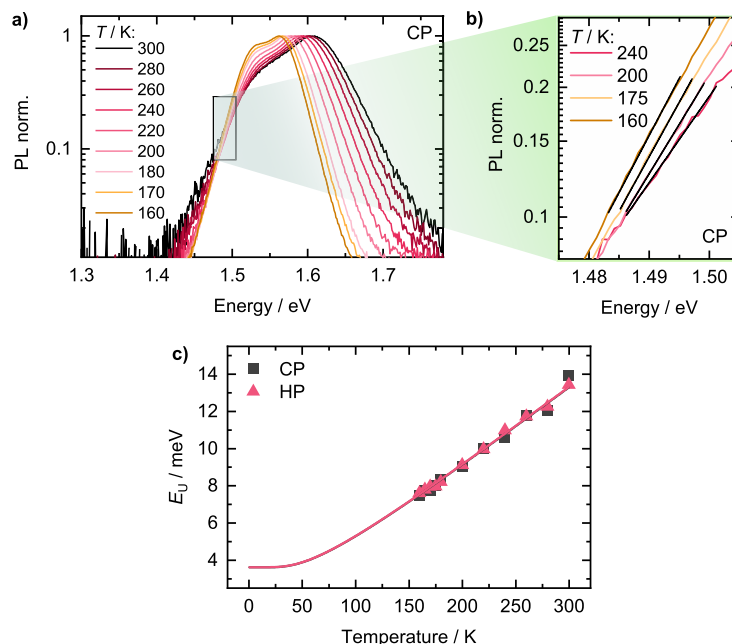 a)
T / K:
300
280
260
240
220
200
180
170
160
CP
1
0.1
PL norm.
1.3
1.4
1.5
1.6
1.7
Energy / eV
b)
T / K:
240
200
175
160
0.25
0.2
0.15
0.1
PL norm.
CP
1.48
1.49
1.50
Energy / eV
c)
CP
HP
14
12
10
8
6
4
EU / meV
0
50
100
150
200
250
300
Temperature / K